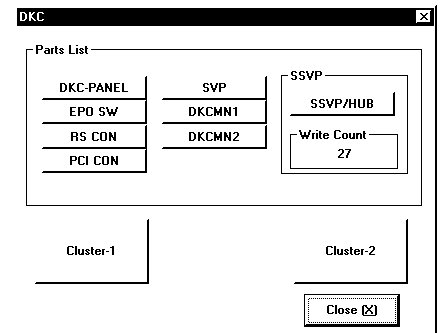 DKC
Parts List
DKC-PANEL
EPO SW
RS CON
PCI CON
SVP
DKCMN1
DKCMN2
SSVP
SSVP/HUB
Write Count
27
Cluster-1
Cluster-2
Close (X)